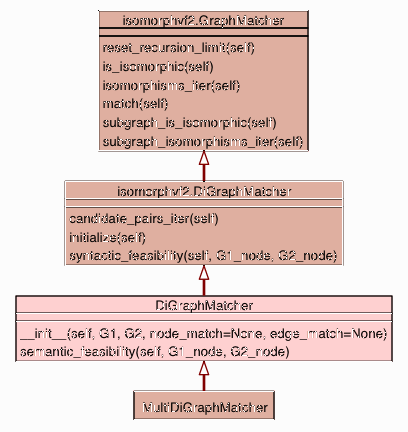 isomorphvf2.GraphMatcher
reset_recursion_limit(self)
is_isomorphic(self)
isomorphisms_iter(self)
match(self)
subgraph_is_isomorphic(self)
subgraph_isomorphisms_iter(self)
isomorphvf2.DiGraphMatcher
candidate_pairs_iter(self)
initialize(self)
syntactic_feasibility(self, G1_node, G2_node)
DiGraphMatcher
__init__(self, G1, G2, node_match=None, edge_match=None)
semantic_feasibility(self, G1_node, G2_node)
MultiDiGraphMatcher